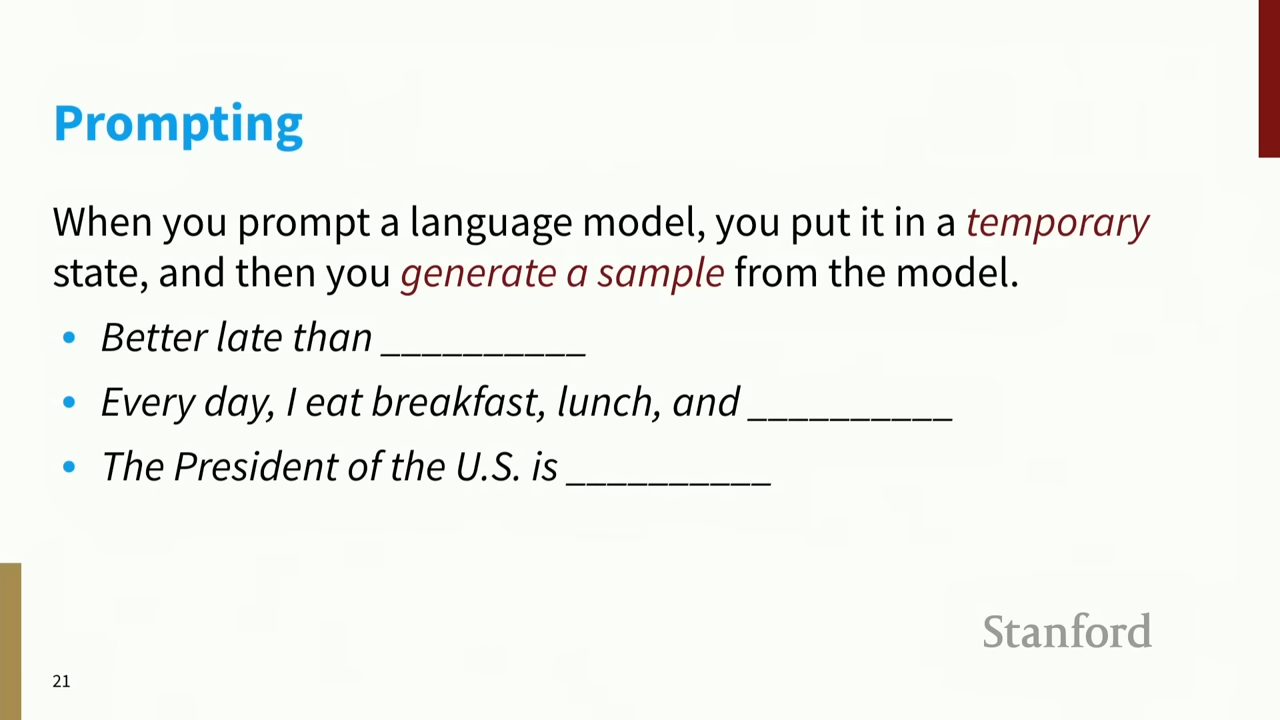 Prompting
When you prompt a language model, you put it in a temporary
state, and then you generate a sample from the model.
• Better late than __________
• Every day, I eat breakfast, lunch, and __________
• The President of the U.S. is __________
Stanford
21